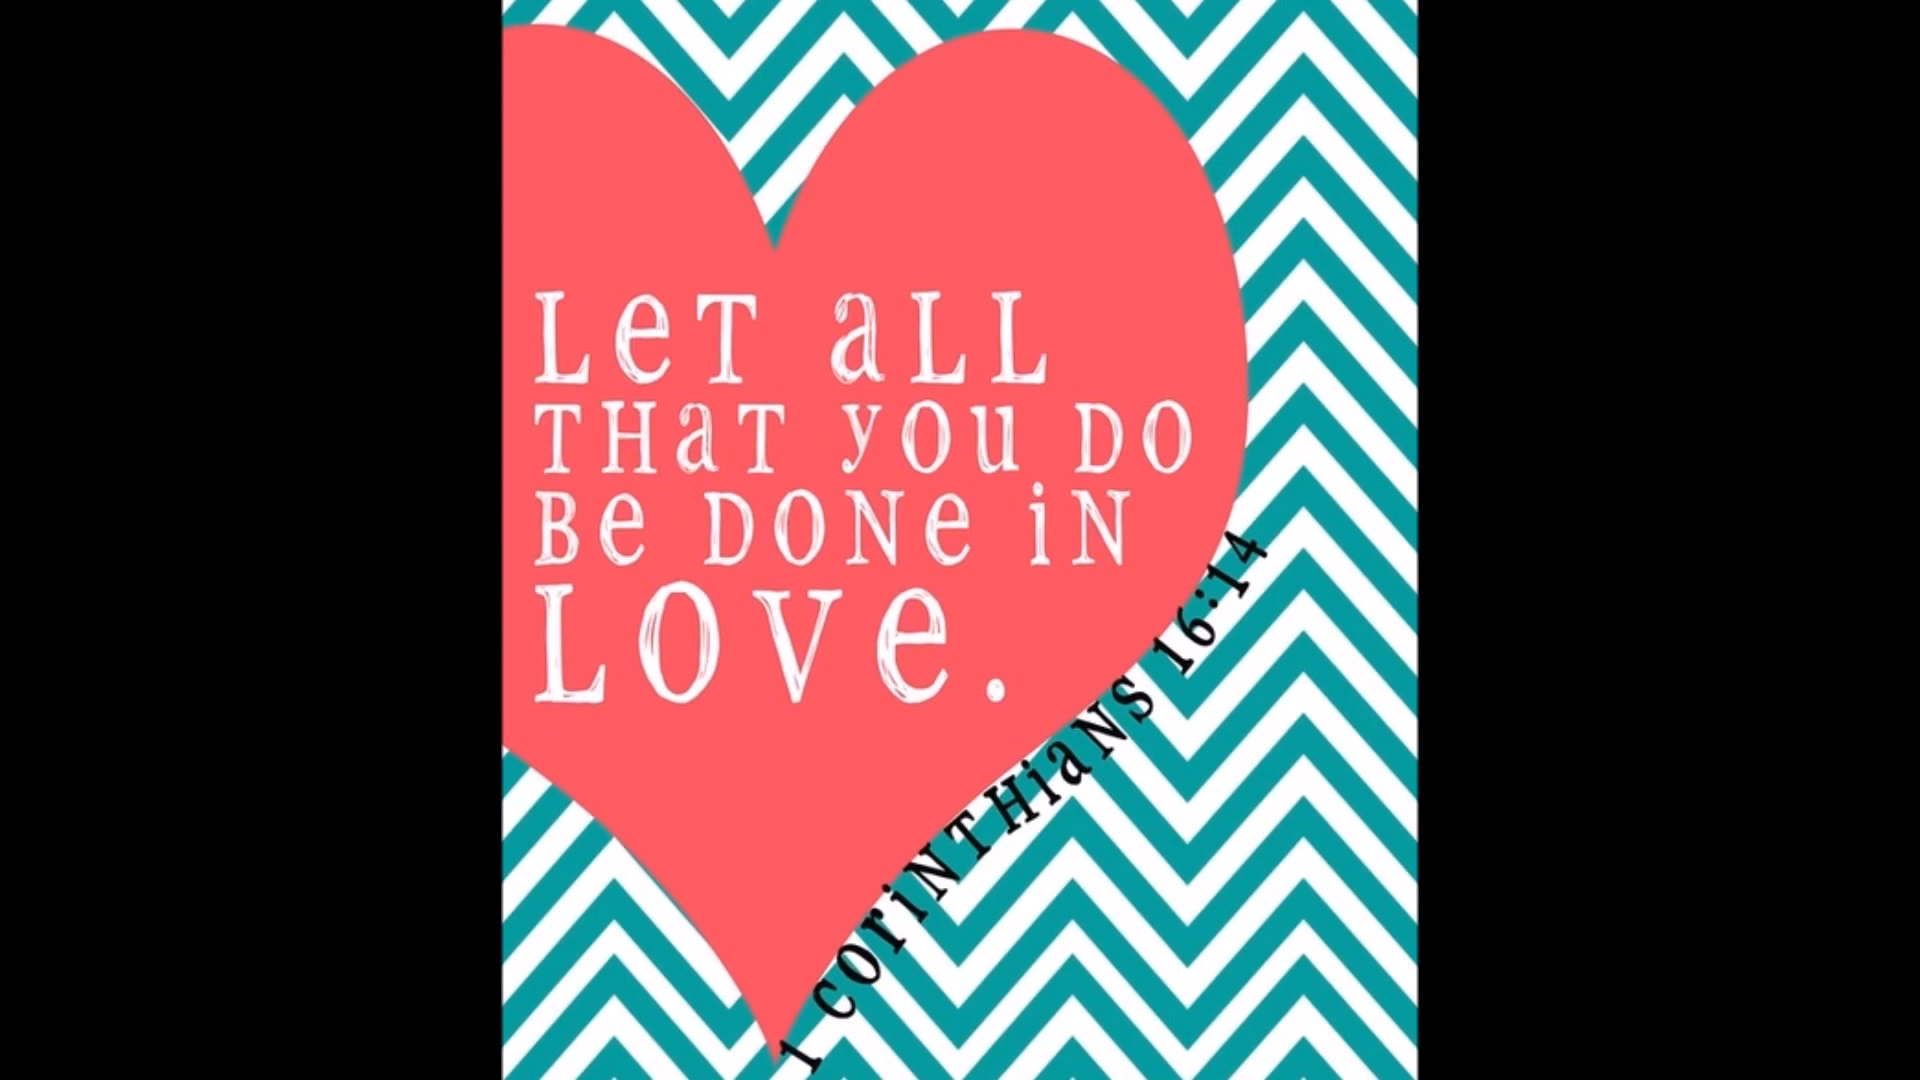 LeT aLL
THaT you DO
Be DONe iN
LOVe.
1 COriNTHiaNS 16:14